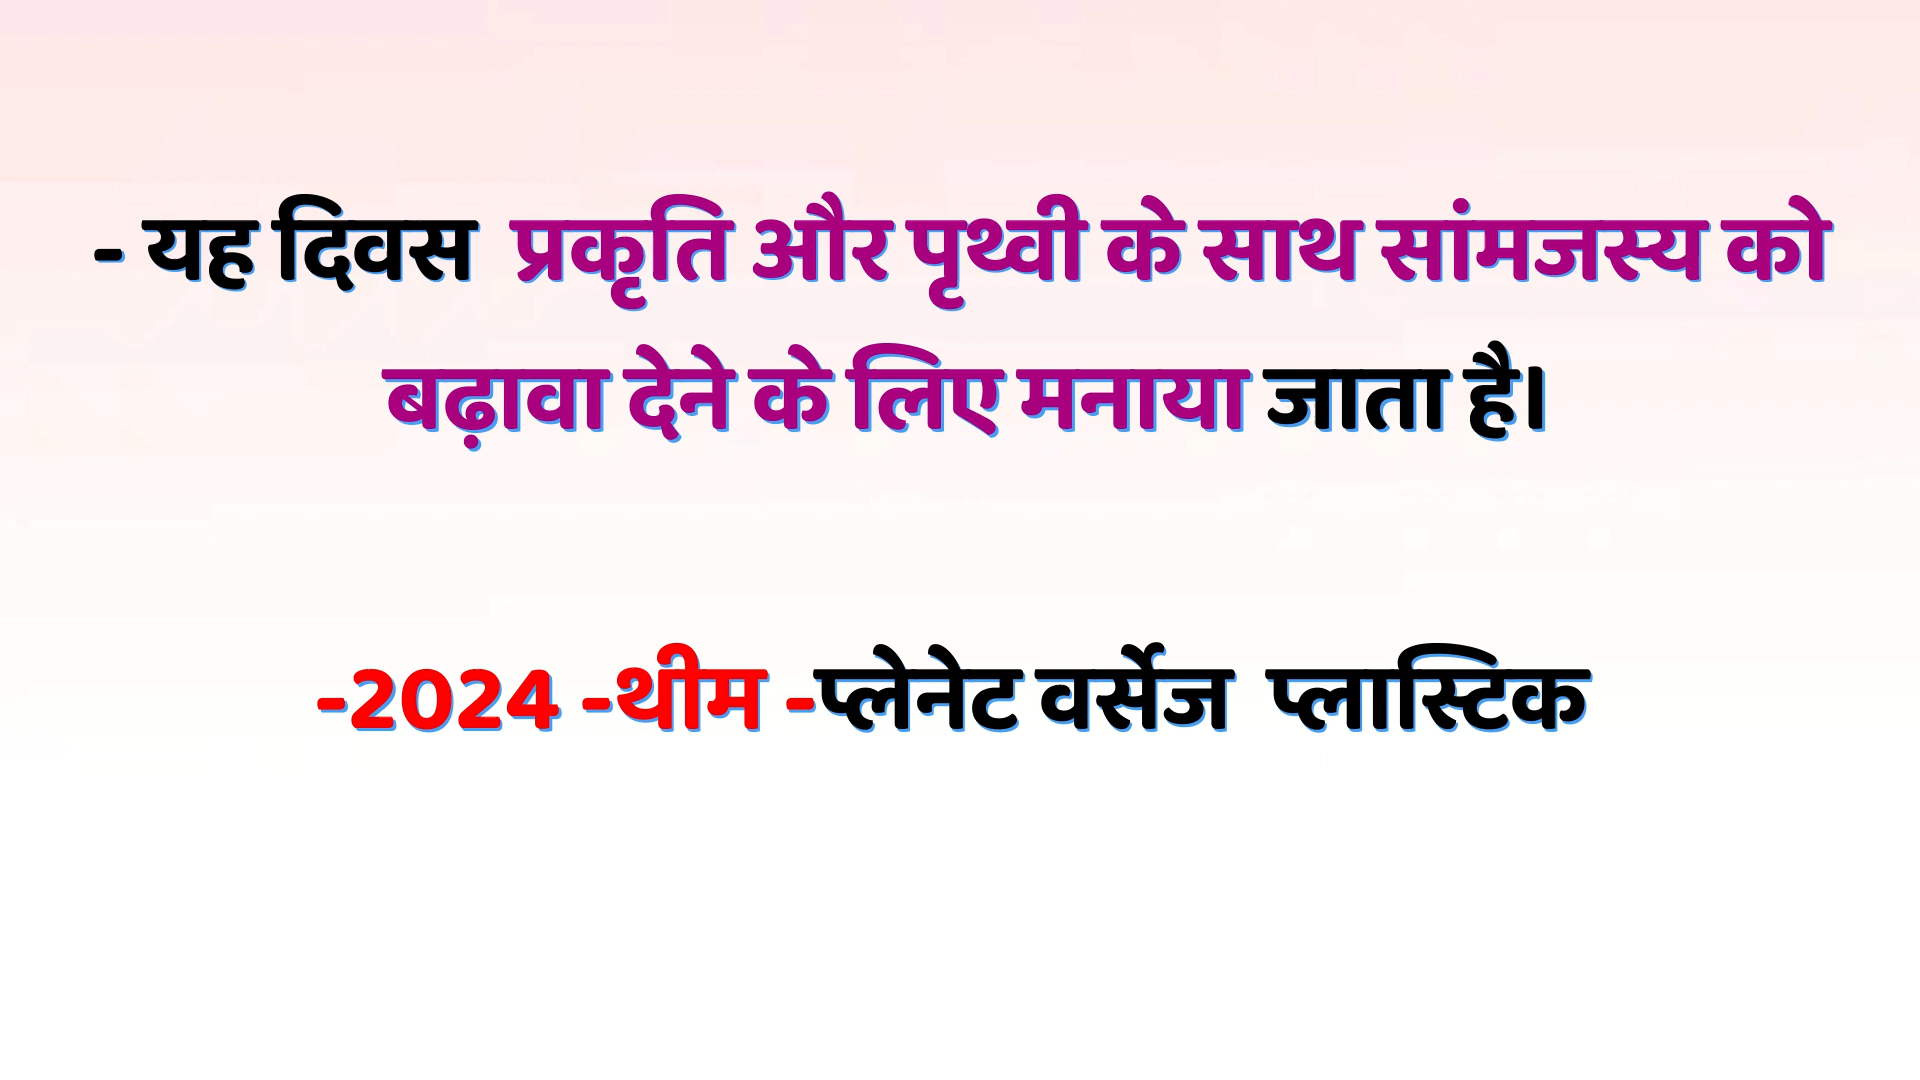 - यह दिवस प्रकृति और पृथ्वी के साथ सांमजस्य को
बढ़ावा देने के लिए मनाया जाता है।
-2024 -थीम -प्लेनेट वर्सेज प्लास्टिक